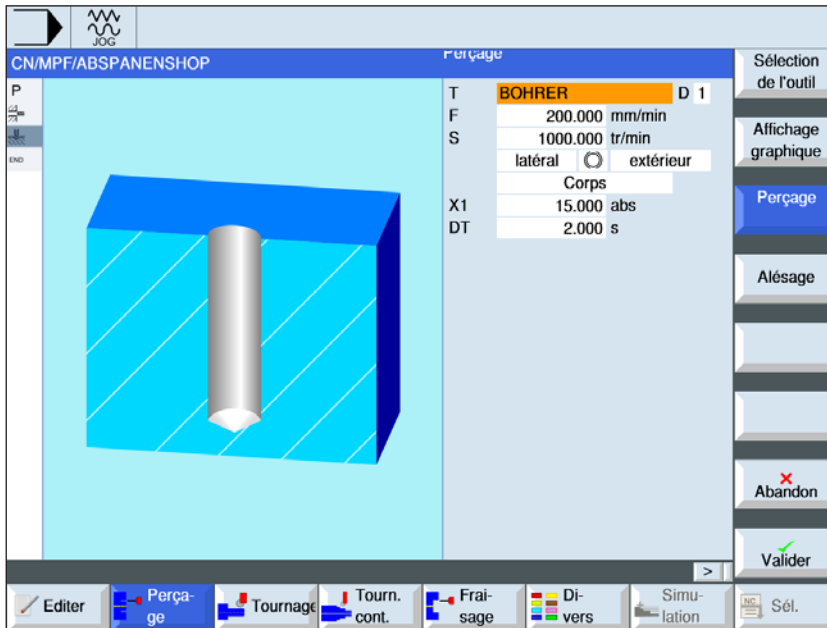 JOG
CN/MPF/ABSPANENSHOP
Perçage
P
END
T BOHRER D 1
F 200.000 mm/min
S 1000.000 tr/min
latéral extérieur
Corps
X1 15.000 abs
DT 2.000 s
Sélection
de l'outil
Affichage
graphique
Perçage
Alésage
Abandon
Valider
>
Editer
Perça-
ge
Tournage
Tourn.
cont.
Frai-
sage
Di-
vers
Simu-
lation
NC
Sél.